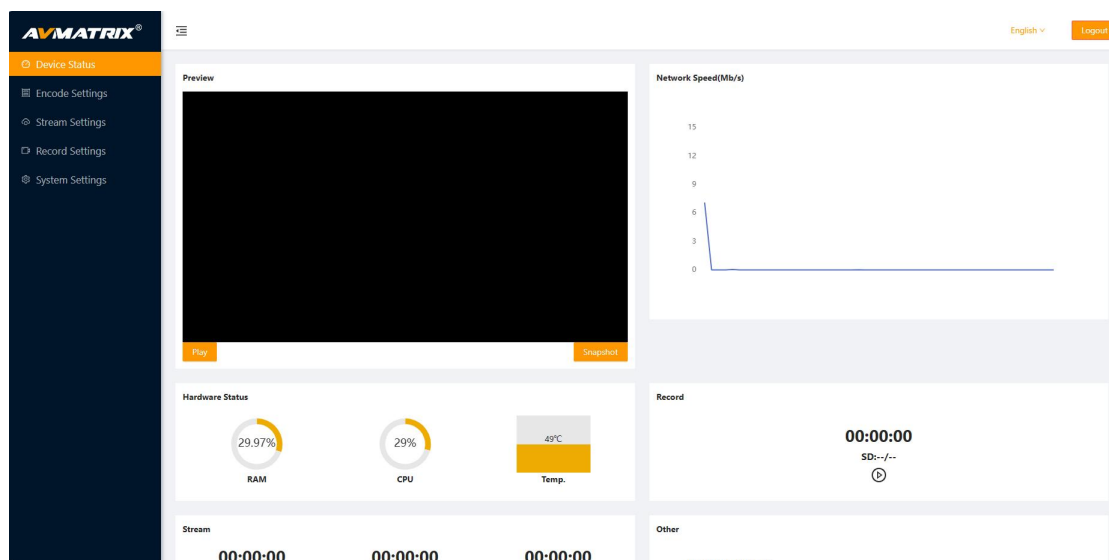 AVMATRIX®
English
Logout
Device Status
Encode Settings
Stream Settings
Record Settings
System Settings
Preview
Play
Snapshot
Network Speed(Mb/s)
15
12
9
6
3
0
Hardware Status
29.97%
29%
49°C
RAM
CPU
Temp.
Record
00:00:00
SD:--/--
Stream
00:00:00
00:00:00
00:00:00
Other